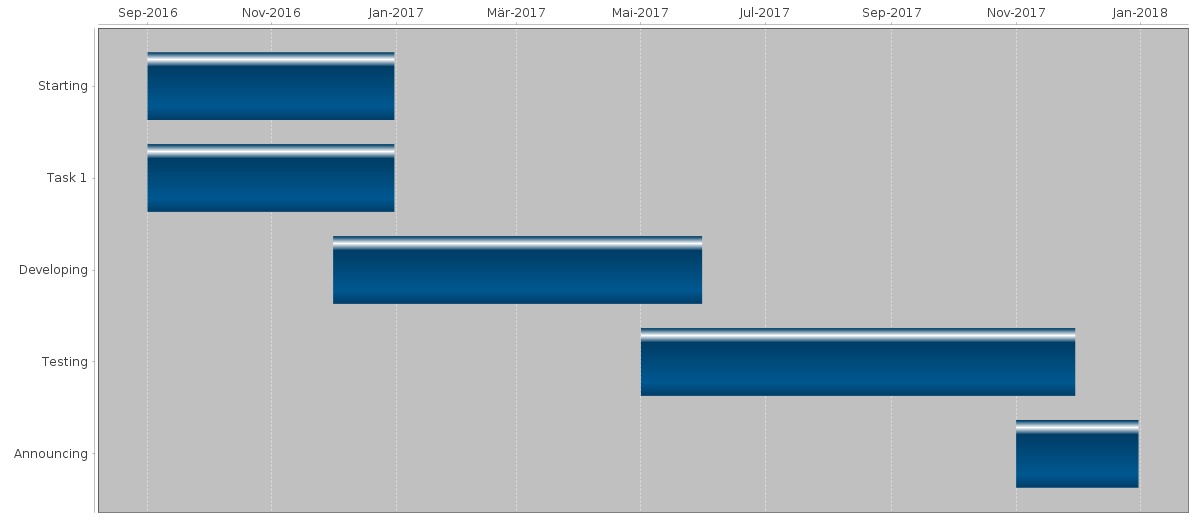 Sep-2016 Nov-2016 Jan-2017 Mär-2017 Mai-2017 Jul-2017 Sep-2017 Nov-2017 Jan-2018
Starting
Task 1
Developing
Testing
Announcing